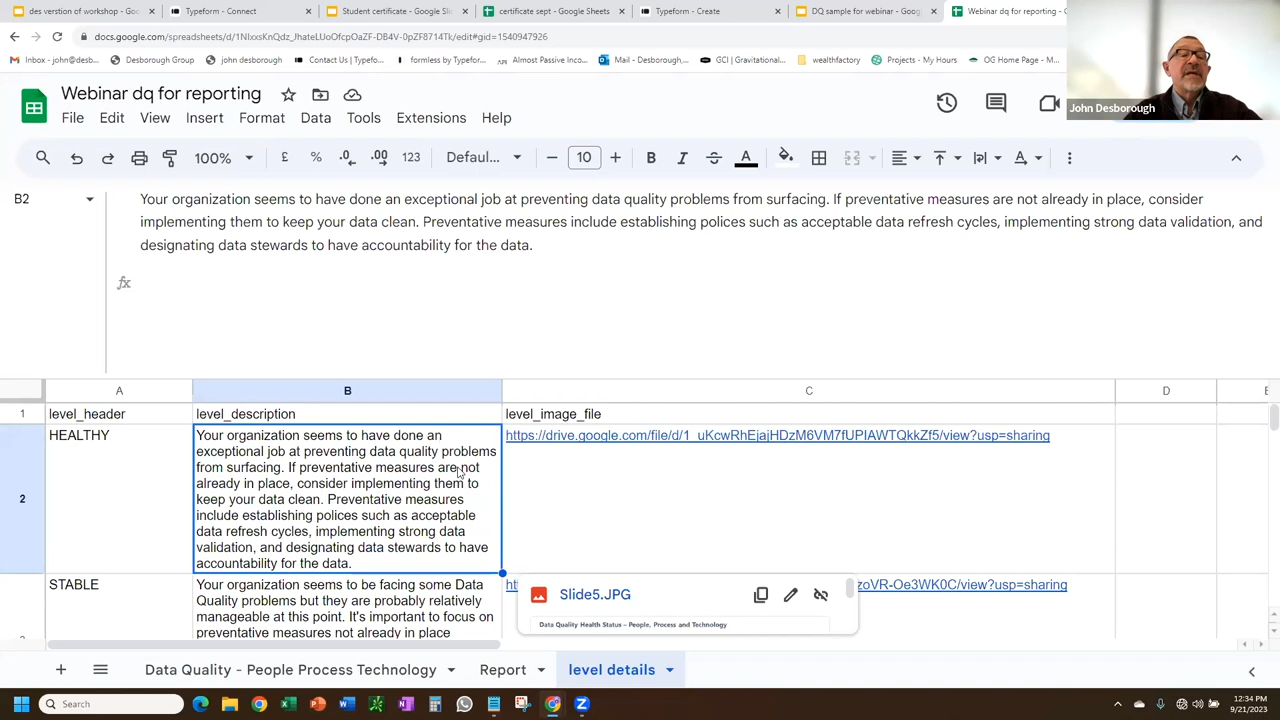 des verstion of workshop - Goo
Typeform - Connect
Student certificate - Google Sli
certificate sept - Google Sheets
Typeform - Create
DQ sample for webinar - Goog
Webinar dq for reporting - G
docs.google.com/spreadsheets/d/1NIxxsKnQdz_JhateLUoOfcpOaZF-DB4V-0pZF8714Tk/edit#gid=1540947926
Inbox - john@desb...
Desborough Group
john desborough
Contact Us | Typefo...
formless by Typefor...
Almost Passive Inco...
Mail - Desborough,...
GCI | Gravitational...
wealthfactory
Projects - My Hours
OG Home Page - M...
John Desborough
Webinar dq for reporting
File Edit View Insert Format Data Tools Extensions Help
100% £ % .0 .00 123 Defaul... 10 B I A
B2
Your organization seems to have done an exceptional job at preventing data quality problems from surfacing. If preventative measures are not already in place, consider
implementing them to keep your data clean. Preventative measures include establishing polices such as acceptable data refresh cycles, implementing strong data validation, and
designating data stewards to have accountability for the data.
fx
A B C D E
1 level_header level_description level_image_file
2
HEALTHY
Your organization seems to have done an
exceptional job at preventing data quality problems
from surfacing. If preventative measures are not
already in place, consider implementing them to
keep your data clean. Preventative measures
include establishing polices such as acceptable
data refresh cycles, implementing strong data
validation, and designating data stewards to have
accountability for the data.
https://drive.google.com/file/d/1_uKcwRhEjajHDzM6VM7fUPIAWTQkkZf5/view?usp=sharing
STABLE
Your organization seems to be facing some Data
Quality problems but they are probably relatively
manageable at this point. It's important to focus on
preventative measures not already in place
zoVR-Oe3WK0C/view?usp=sharing
Slide5.JPG
Data Quality Health Status – People, Process and Technology
Data Quality - People Process Technology
Report
level details
Search
12:34 PM
9/21/2023